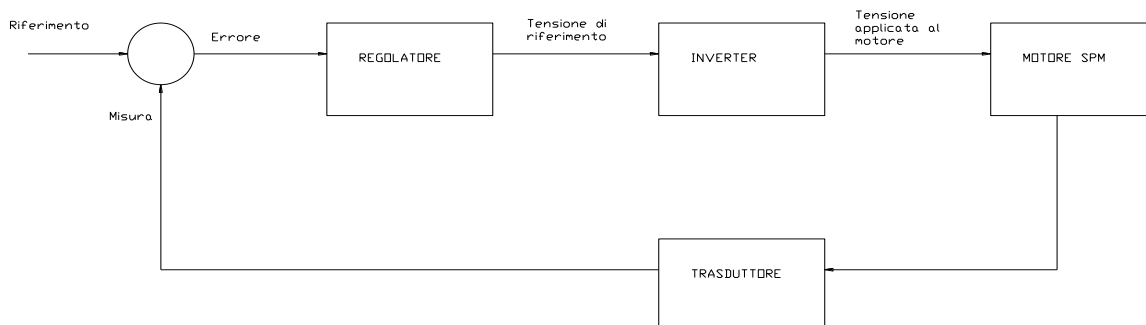 Riferimento
Errore
REGOLATORE
Tensione di
riferimento
INVERTER
Tensione
applicata al
motore
MOTORE SPM
Misura
TRASDUTTORE